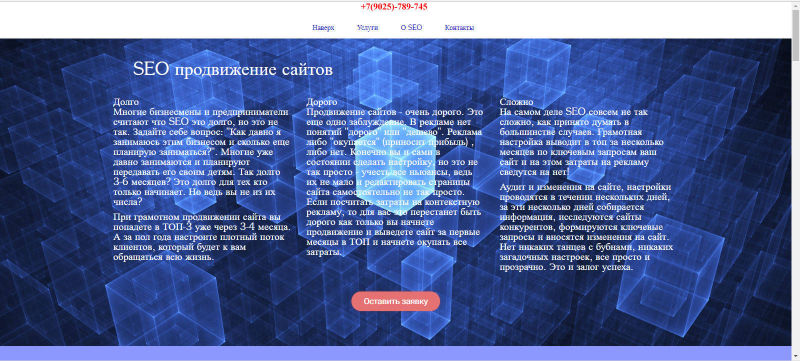 +7(9025)-789-745
Наверх Услуги О SEO Контакты
SEO продвижение сайтов
Долго
Многие бизнесмены и предприниматели
считают что SEO это долго, но это не
так. Задайте себе вопрос: "Как давно я
занимаюсь этим бизнесом и сколько еще
планирую заниматься?". Многие уже
давно занимаются и планируют
передавать его своим детям. Так долго
3-6 месяцев? Это долго для тех кто
только начинает. Но ведь вы не из их
числа?
При грамотном продвижении сайта вы
попадете в ТОП-3 уже через 3-4 месяца.
А за пол года настроите плотный поток
клиентов, который будет к вам
обращаться всю жизнь.
Дорого
Продвижение сайтов - очень дорого. Это
еще одно заблуждение. В рекламе нет
понятий "дорого" или "дешево". Реклама
либо "окупается" (приносит прибыль) ,
либо нет. Конечно вы и сами в
состоянии сделать настройку, но это не
так просто - учесть все ньюансы, ведь
их не мало и редактировать страницы
сайта самостоятельно не так просто.
Если посчитать затраты на контекстную
рекламу, то для вас это перестанет быть
дорого как только вы начнете
продвижение и выведете сайт за первые
месяцы в ТОП и начнете окупать все
затраты.
Сложно
На самом деле SEO совсем не так
сложно, как принято думать в
большинстве случаев. Грамотная
настройка выводит в топ за несколько
месяцев по ключевым запросам ваш
сайт и на этом затраты на рекламу
сведутся на нет!
Аудит и изменения на сайте, настройки
проводятся в течении нескольких дней,
за эти несколько дней собирается
информация, исследуются сайты
конкурентов, формируются ключевые
запросы и вносятся изменения на сайт.
Нет никаких танцев с бубнами, никаких
загадочных настроек, все просто и
прозрачно. Это и залог успеха.
Оставить заявку